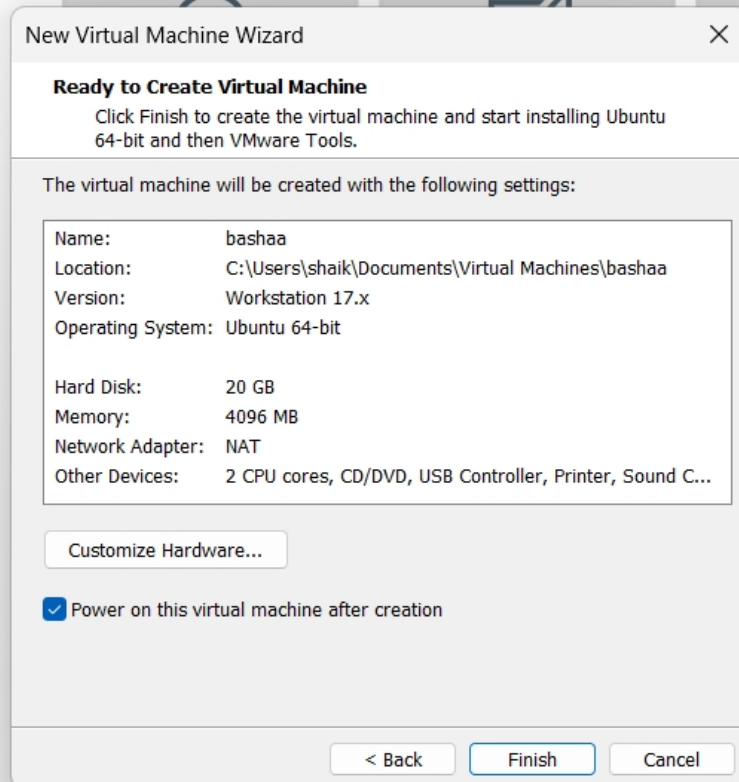 New Virtual Machine Wizard
Ready to Create Virtual Machine
Click Finish to create the virtual machine and start installing Ubuntu
64-bit and then VMware Tools.
The virtual machine will be created with the following settings:
Name: bashaa
Location: C:\Users\shaik\Documents\Virtual Machines\bashaa
Version: Workstation 17.x
Operating System: Ubuntu 64-bit
Hard Disk: 20 GB
Memory: 4096 MB
Network Adapter: NAT
Other Devices: 2 CPU cores, CD/DVD, USB Controller, Printer, Sound C...
Customize Hardware...
Power on this virtual machine after creation
< Back Finish Cancel